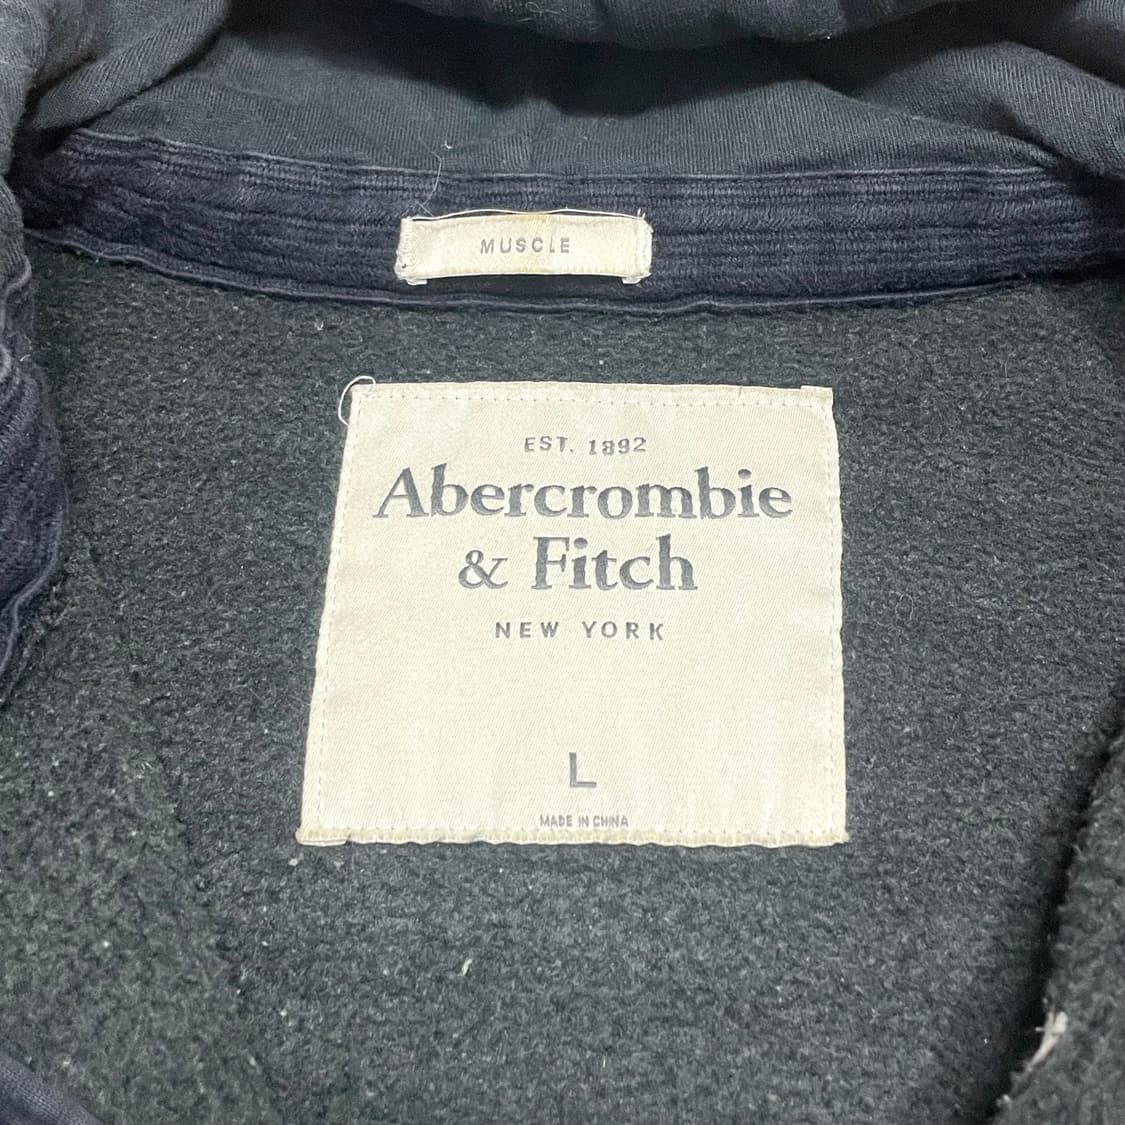 MUSCLE
EST. 1892
Abercrombie
& Fitch
NEW YORK
L
MADE IN CHINA